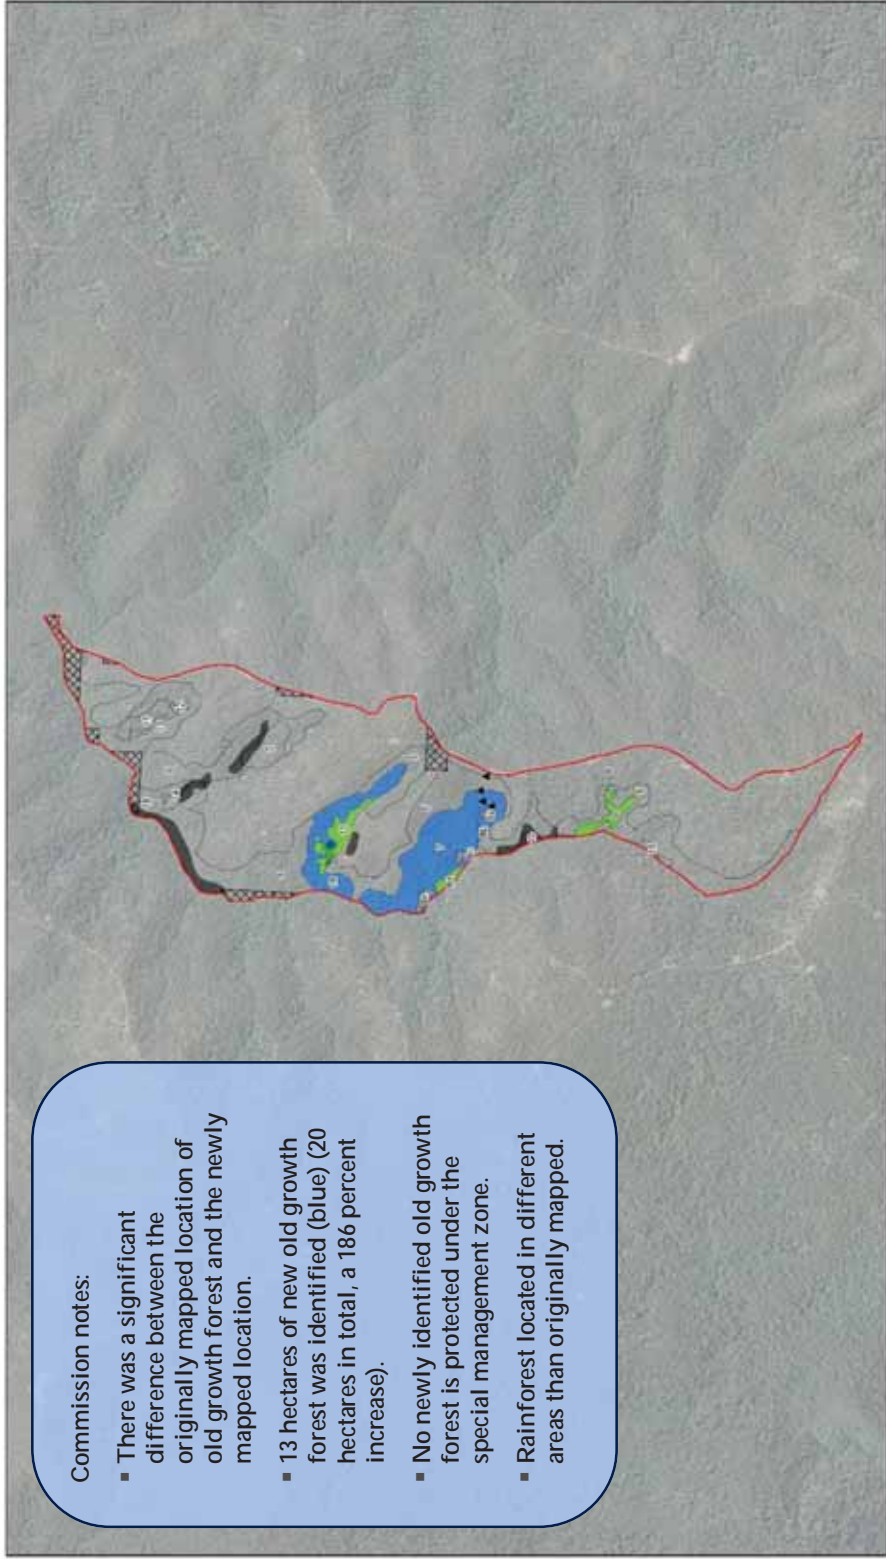 Commission notes:
▪ There was a significant
difference between the
originally mapped location of
old growth forest and the newly
mapped location.
▪ 13 hectares of new old growth
forest was identified (blue) (20
hectares in total, a 186 percent
increase).
▪ No newly identified old growth
forest is protected under the
special management zone.
▪ Rainforest located in different
areas than originally mapped.